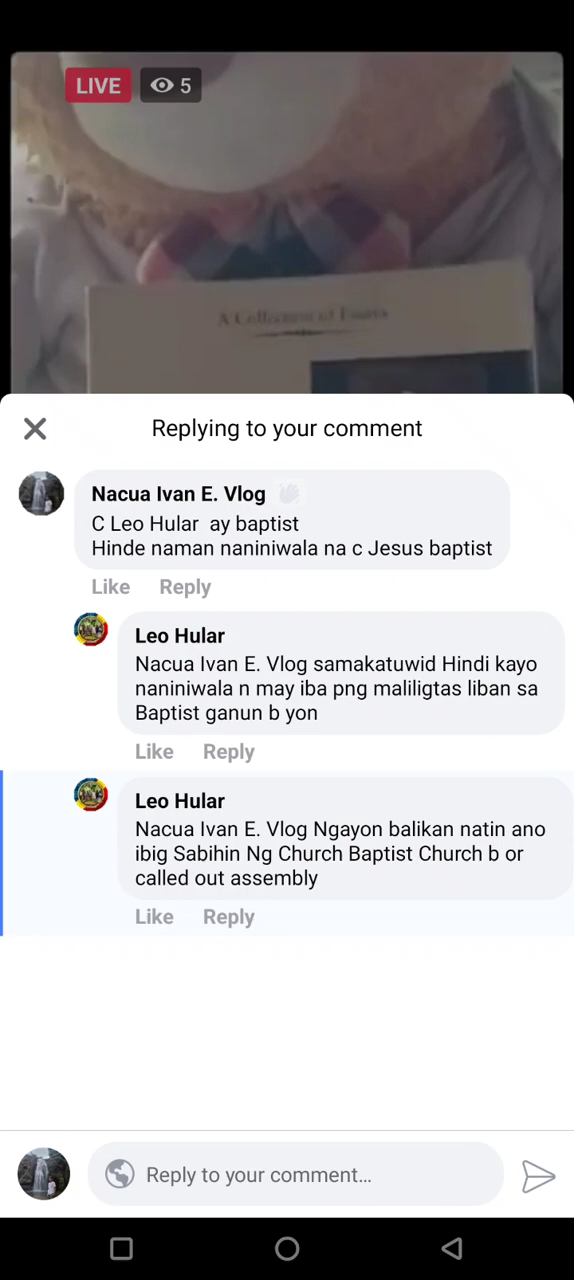 LIVE 5
A Collection of Essays
Replying to your comment
Nacua Ivan E. Vlog
C Leo Hular ay baptist
Hinde naman naniniwala na c Jesus baptist
Like Reply
Leo Hular
Nacua Ivan E. Vlog samakatuwid Hindi kayo
naniniwala n may iba png maliligtas liban sa
Baptist ganun b yon
Like Reply
Leo Hular
Nacua Ivan E. Vlog Ngayon balikan natin ano
ibig Sabihin Ng Church Baptist Church b or
called out assembly
Like Reply
Reply to your comment...